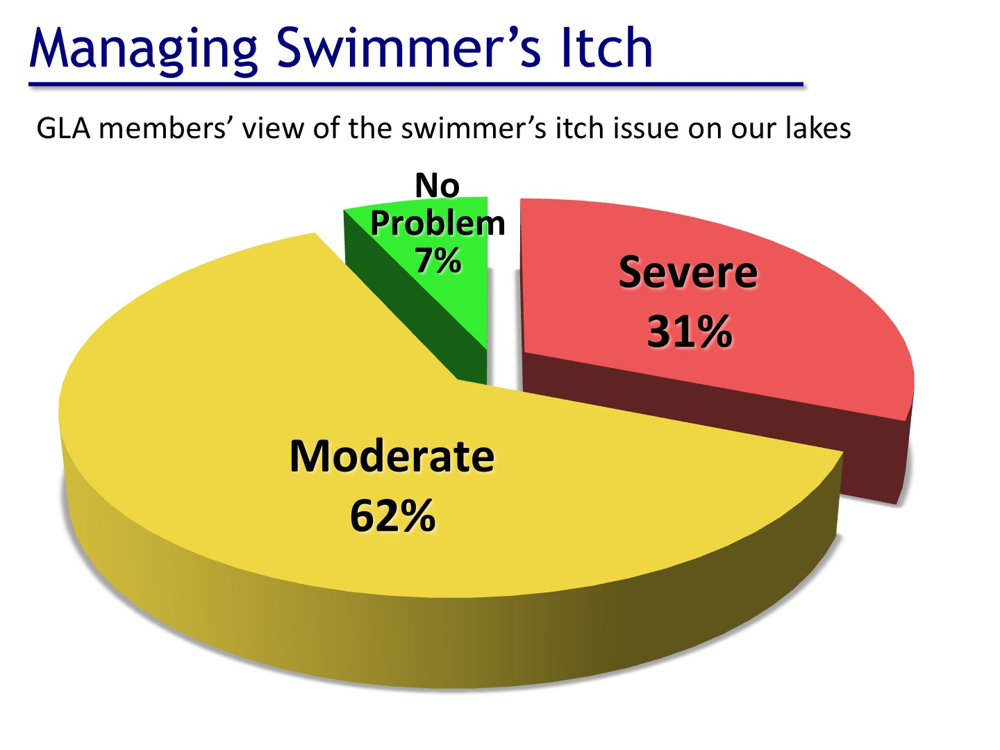 Managing Swimmer’s Itch
GLA members’ view of the swimmer’s itch issue on our lakes
No
Problem
7%
Severe
31%
Moderate
62%